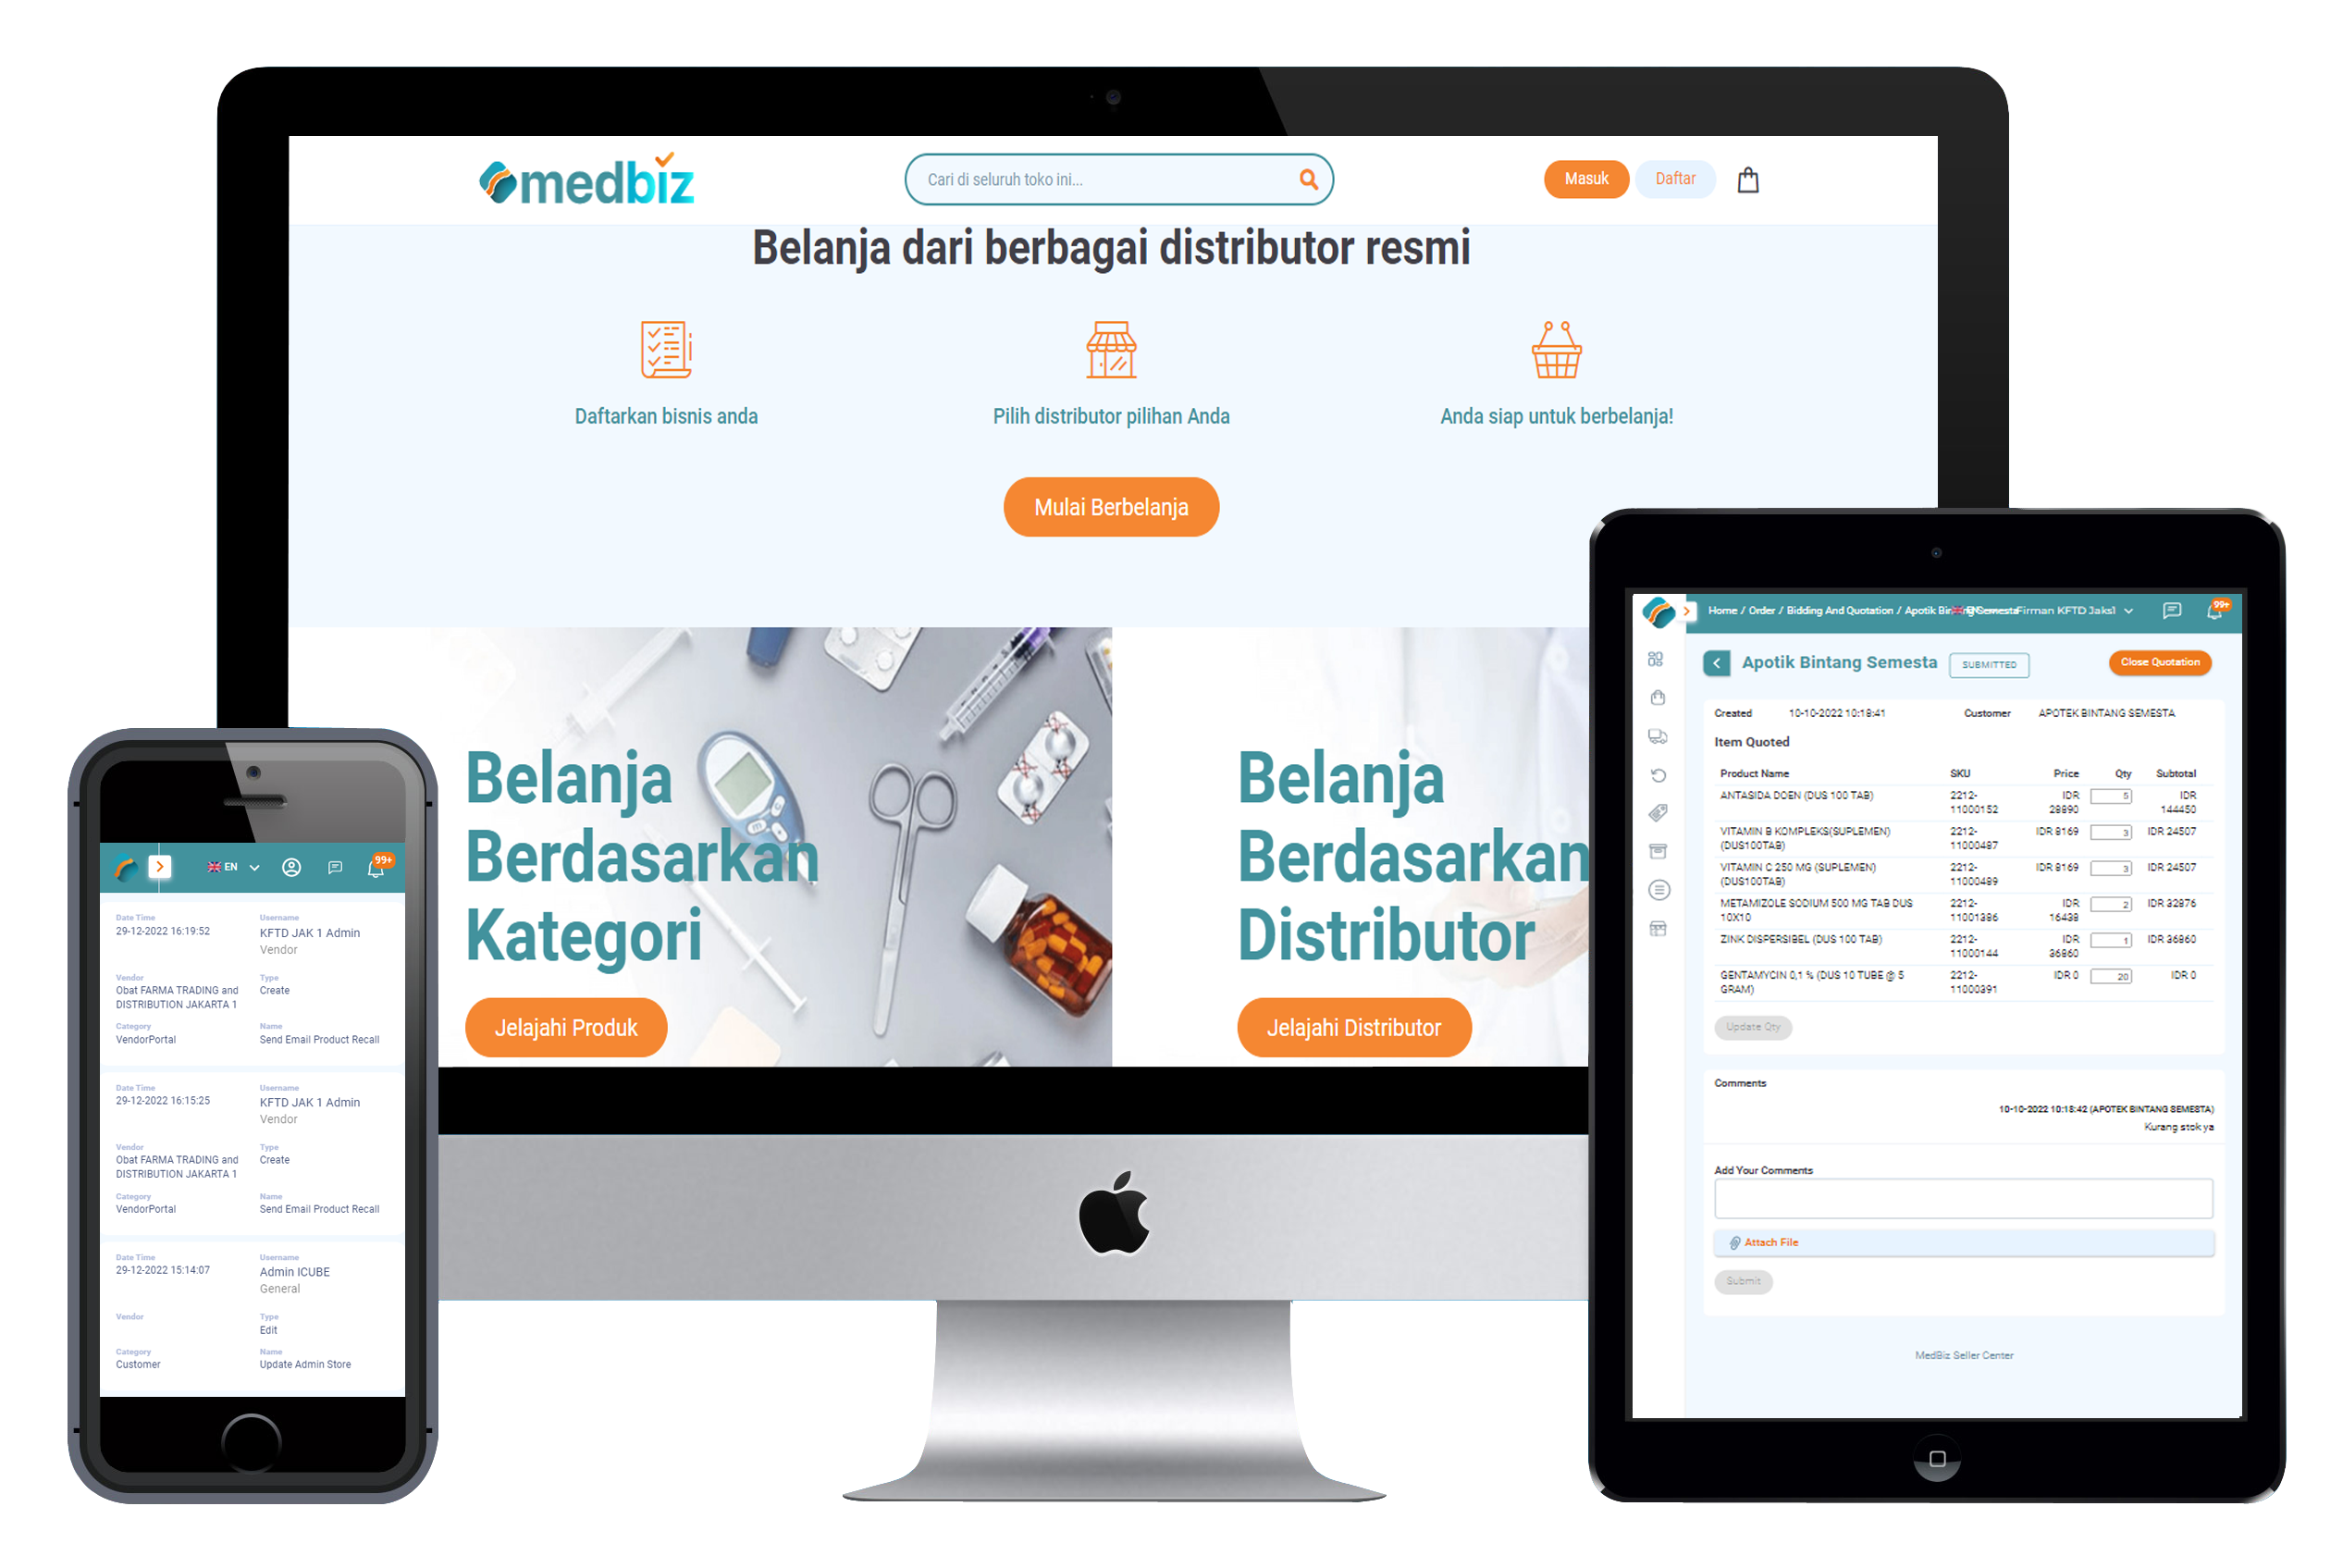 medbiz
Cari di seluruh toko ini...
Masuk
Daftar
Belanja dari berbagai distributor resmi
Daftarkan bisnis anda
Pilih distributor pilihan Anda
Anda siap untuk berbelanja!
Mulai Berbelanja
Belanja
Berdasarkan
Kategori
Jelajahi Produk
Belanja
Berdasarkan
Distributor
Jelajahi Distributor
EN
99+
Date Time
29-12-2022 16:19:52
Username
KFTD JAK 1 Admin
Vendor
Vendor
Obat FARMA TRADING and
DISTRIBUTION JAKARTA 1
Type
Create
Category
VendorPortal
Name
Send Email Product Recall
Date Time
29-12-2022 16:15:25
Username
KFTD JAK 1 Admin
Vendor
Vendor
Obat FARMA TRADING and
DISTRIBUTION JAKARTA 1
Type
Create
Category
VendorPortal
Name
Send Email Product Recall
Date Time
29-12-2022 15:14:07
Username
Admin ICUBE
General
Vendor
Type
Edit
Category
Customer
Name
Update Admin Store
Home / Order / Bidding And Quotation / Apotik Bintang Semesta
EN
Firman KFTD Jaks1
99+
Apotik Bintang Semesta
SUBMITTED
Close Quotation
Created 10-10-2022 10:18:41 Customer APOTEK BINTANG SEMESTA
Item Quoted
Product Name SKU Price Qty Subtotal
ANTASIDA DOEN (DUS 100 TAB) 2212- IDR 5 IDR
11000152 28890 144450
VITAMIN B KOMPLEKS(SUPLEMEN) 2212- IDR 8169 3 IDR 24507
(DUS100TAB) 11000487
VITAMIN C 250 MG (SUPLEMEN) 2212- IDR 8169 3 IDR 24507
(DUS100TAB) 11000489
METAMIZOLE SODIUM 500 MG TAB DUS 2212- IDR 2 IDR 32876
10X10 11001386 16438
ZINK DISPERSIBEL (DUS 100 TAB) 2212- IDR 1 IDR 36860
11000144 36860
GENTAMYCIN 0,1 % (DUS 10 TUBE @ 5 2212- IDR 0 20 IDR 0
GRAM) 11000391
Update Qty
Comments
10-10-2022 10:18:42 (APOTEK BINTANG SEMESTA)
Kurang stok ya
Add Your Comments
Attach File
Submit
MedBiz Seller Center